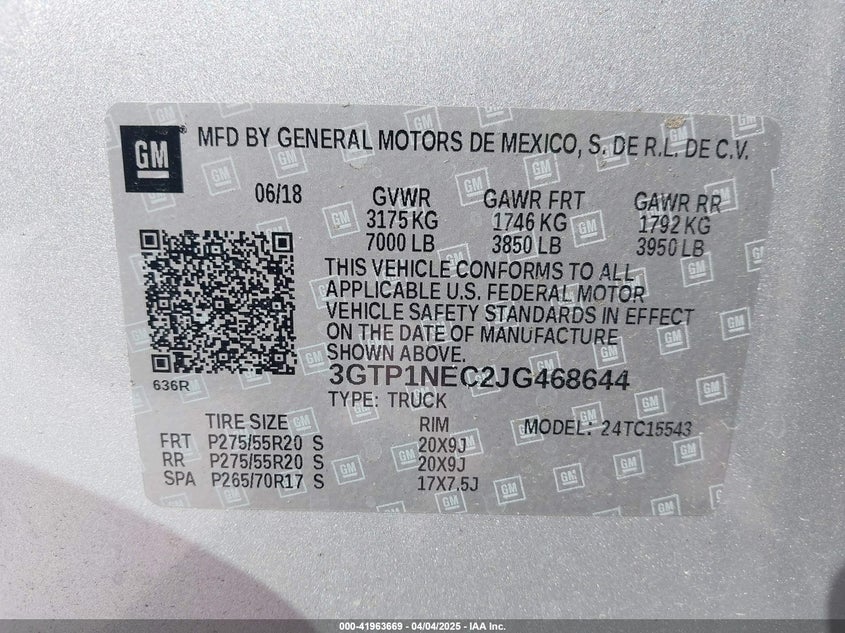 GM
MFD BY GENERAL MOTORS DE MEXICO, S. DE R.L. DE C.V.
06/18 GVWR GAWR FRT GAWR RR
3175 KG 1746 KG 1792 KG
7000 LB 3850 LB 3950 LB
THIS VEHICLE CONFORMS TO ALL
APPLICABLE U.S. FEDERAL MOTOR
VEHICLE SAFETY STANDARDS IN EFFECT
ON THE DATE OF MANUFACTURE
SHOWN ABOVE.
636R
3GTP1NEC2JG468644
TYPE: TRUCK
TIRE SIZE RIM MODEL: 24TC15543
FRT P275/55R20 S 20X9J
RR P275/55R20 S 20X9J
SPA P265/70R17 S 17X7.5J
000-41963669 - 04/04/2025 - IAA Inc.